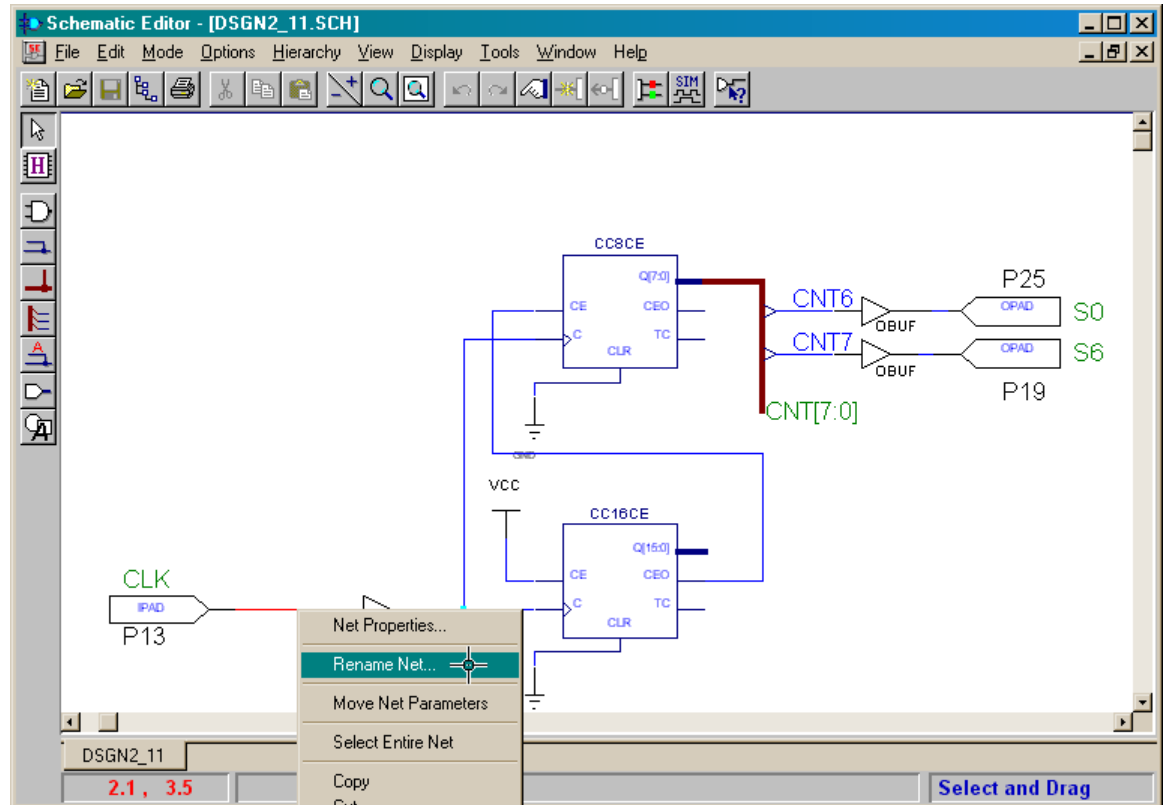 Schematic Editor - [DSGN2_11.SCH]
File Edit Mode Options Hierarchy View Display Tools Window Help
SIM
H
A
A
CC8CE
Q[7:0]
CE CEO
C TC
CLR
CNT6
OBUF
P25
OPAD
S0
CNT7
OBUF
OPAD
S6
P19
CNT[7:0]
GND
VCC
CC16CE
Q[15:0]
CE CEO
C TC
CLR
CLK
IPAD
P13
Net Properties...
Rename Net...
Move Net Parameters
Select Entire Net
Copy
Cut
DSGN2_11
2.1 , 3.5
Select and Drag